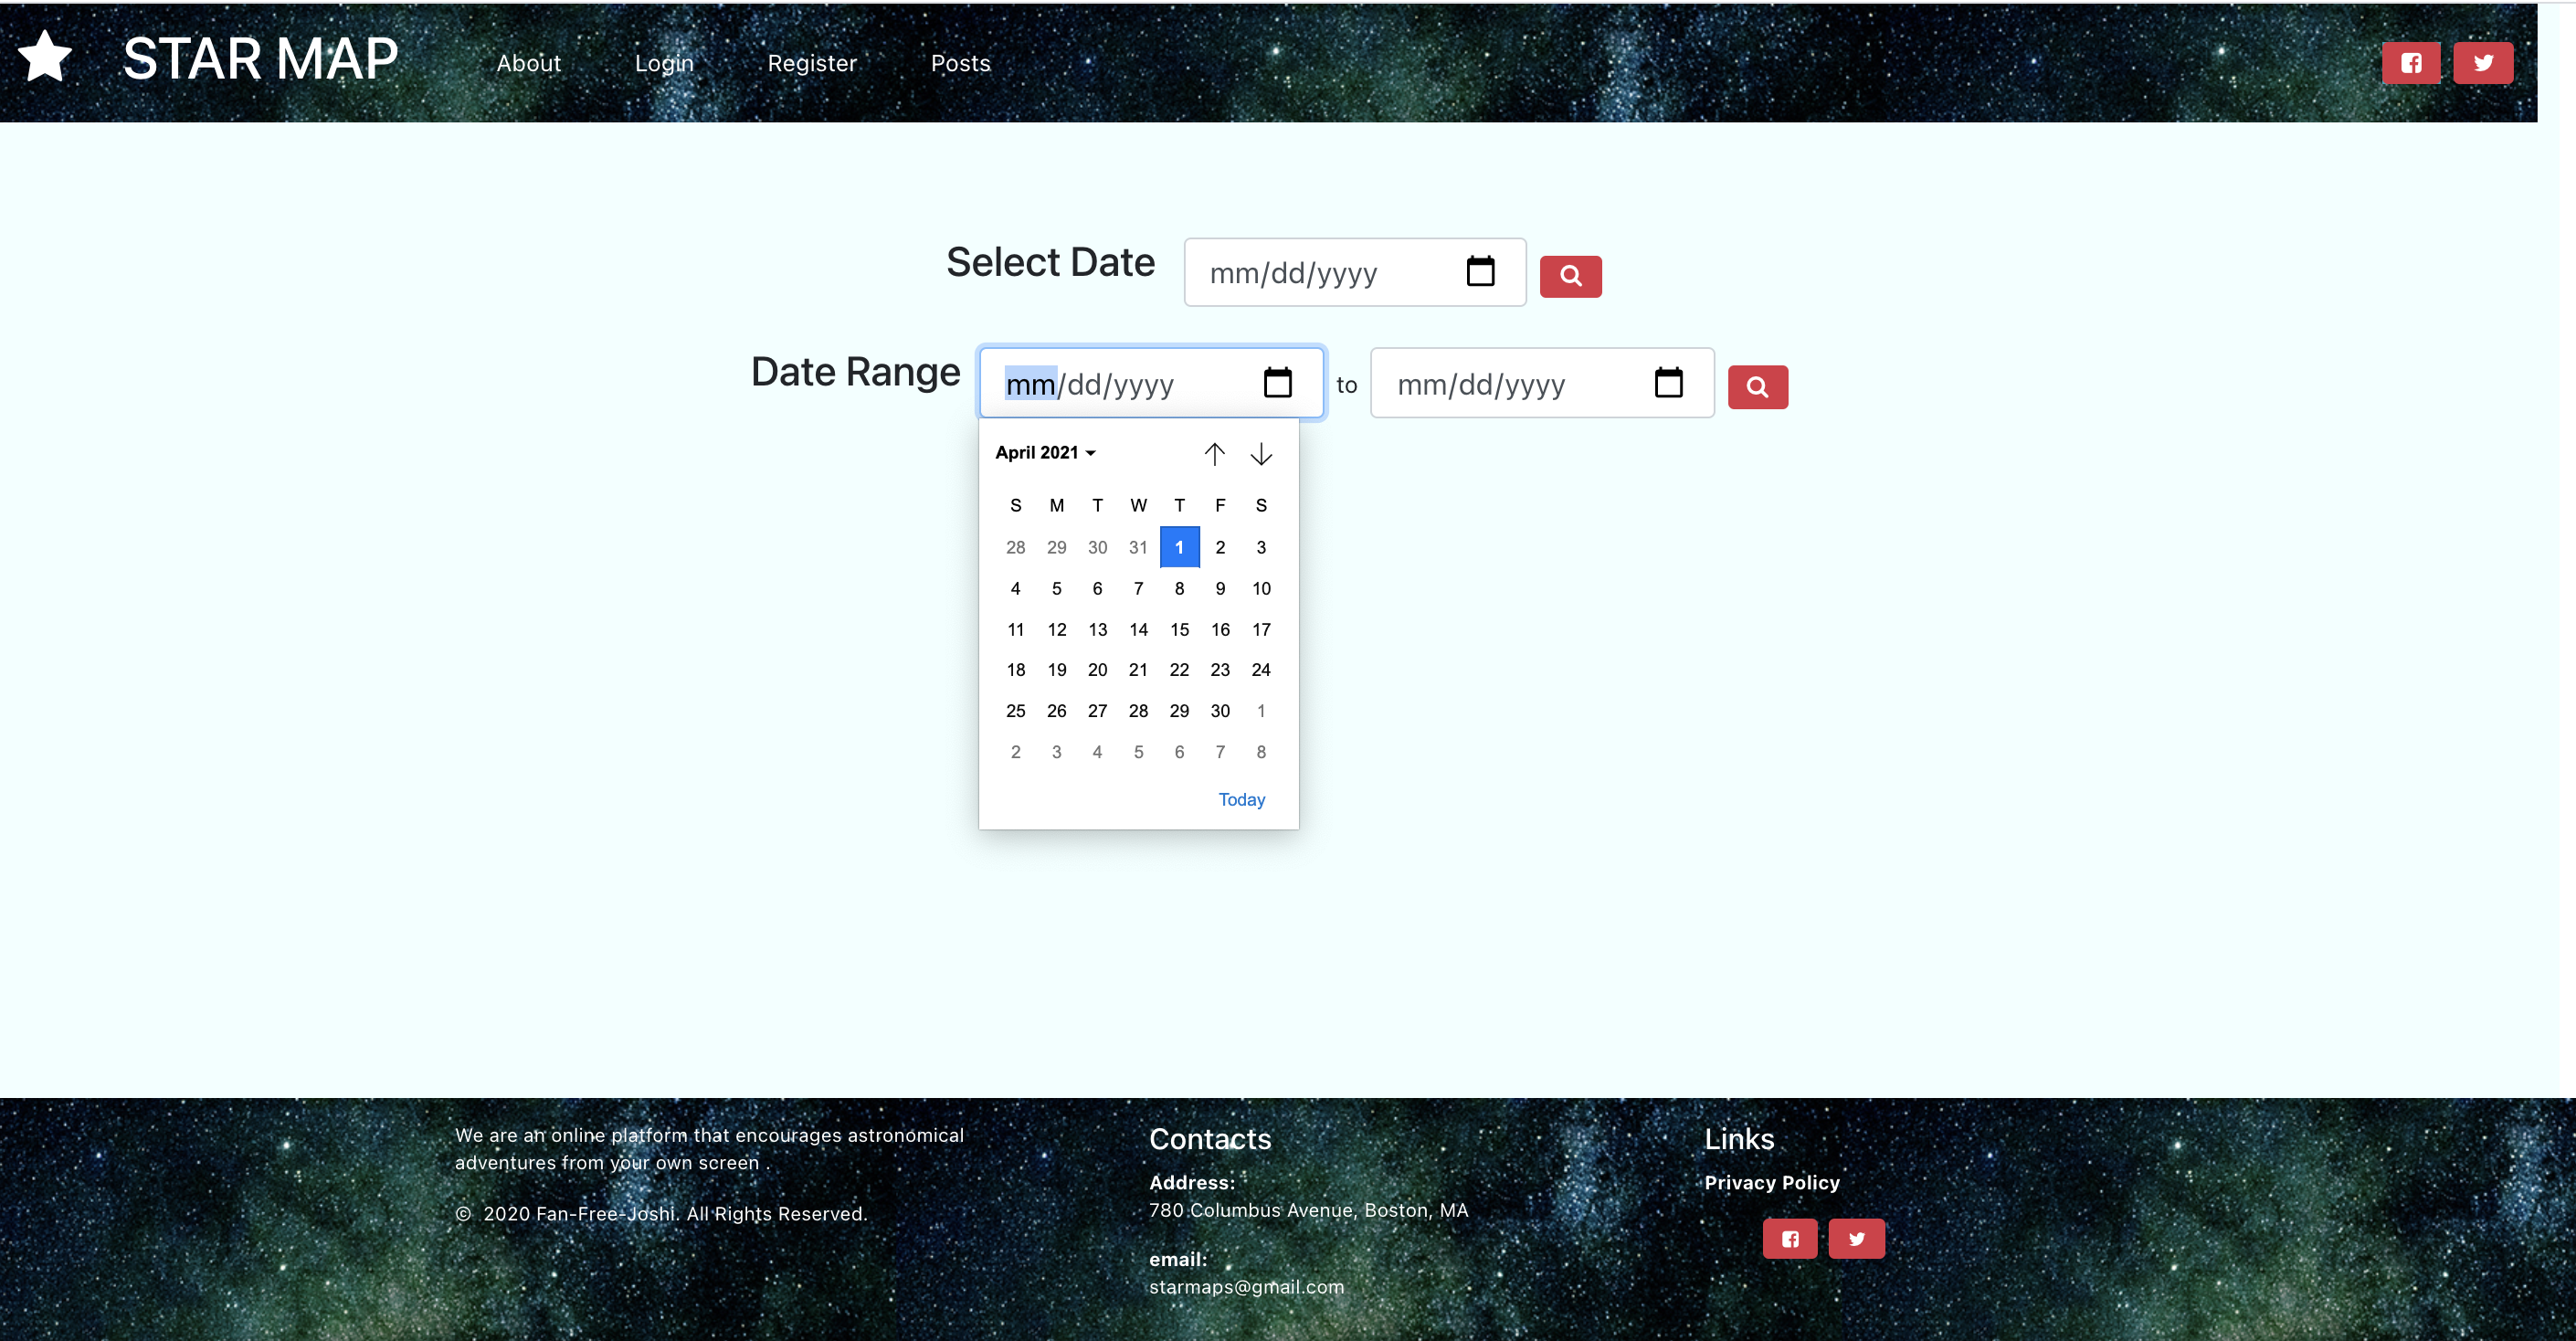 STAR MAP
About Login Register Posts
Select Date mm/dd/yyyy
Date Range mm/dd/yyyy to mm/dd/yyyy
April 2021
S M T W T F S
28 29 30 31 1 2 3
4 5 6 7 8 9 10
11 12 13 14 15 16 17
18 19 20 21 22 23 24
25 26 27 28 29 30 1
2 3 4 5 6 7 8
Today
We are an online platform that encourages astronomical
adventures from your own screen .
© 2020 Fan-Free-Joshi. All Rights Reserved.
Contacts
Address:
780 Columbus Avenue, Boston, MA
email:
starmaps@gmail.com
Links
Privacy Policy